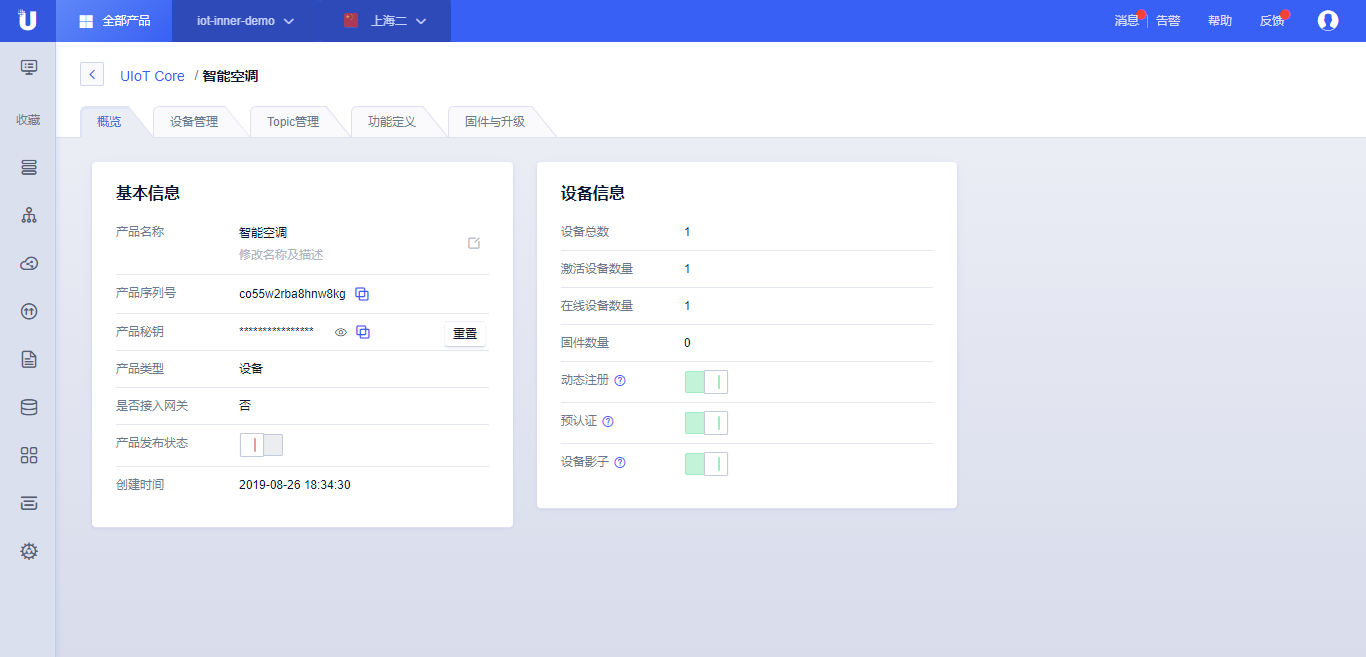 U 全部产品 iot-inner-demo 上海二 消息 告警 帮助 反馈
UIoT Core / 智能空调
收藏
概览 设备管理 Topic管理 功能定义 固件与升级
基本信息
产品名称 智能空调
修改名称及描述
产品序列号 co55w2rba8hnw8kg
产品秘钥 **************** 重置
产品类型 设备
是否接入网关 否
产品发布状态
创建时间 2019-08-26 18:34:30
设备信息
设备总数 1
激活设备数量 1
在线设备数量 1
固件数量 0
动态注册
预认证
设备影子